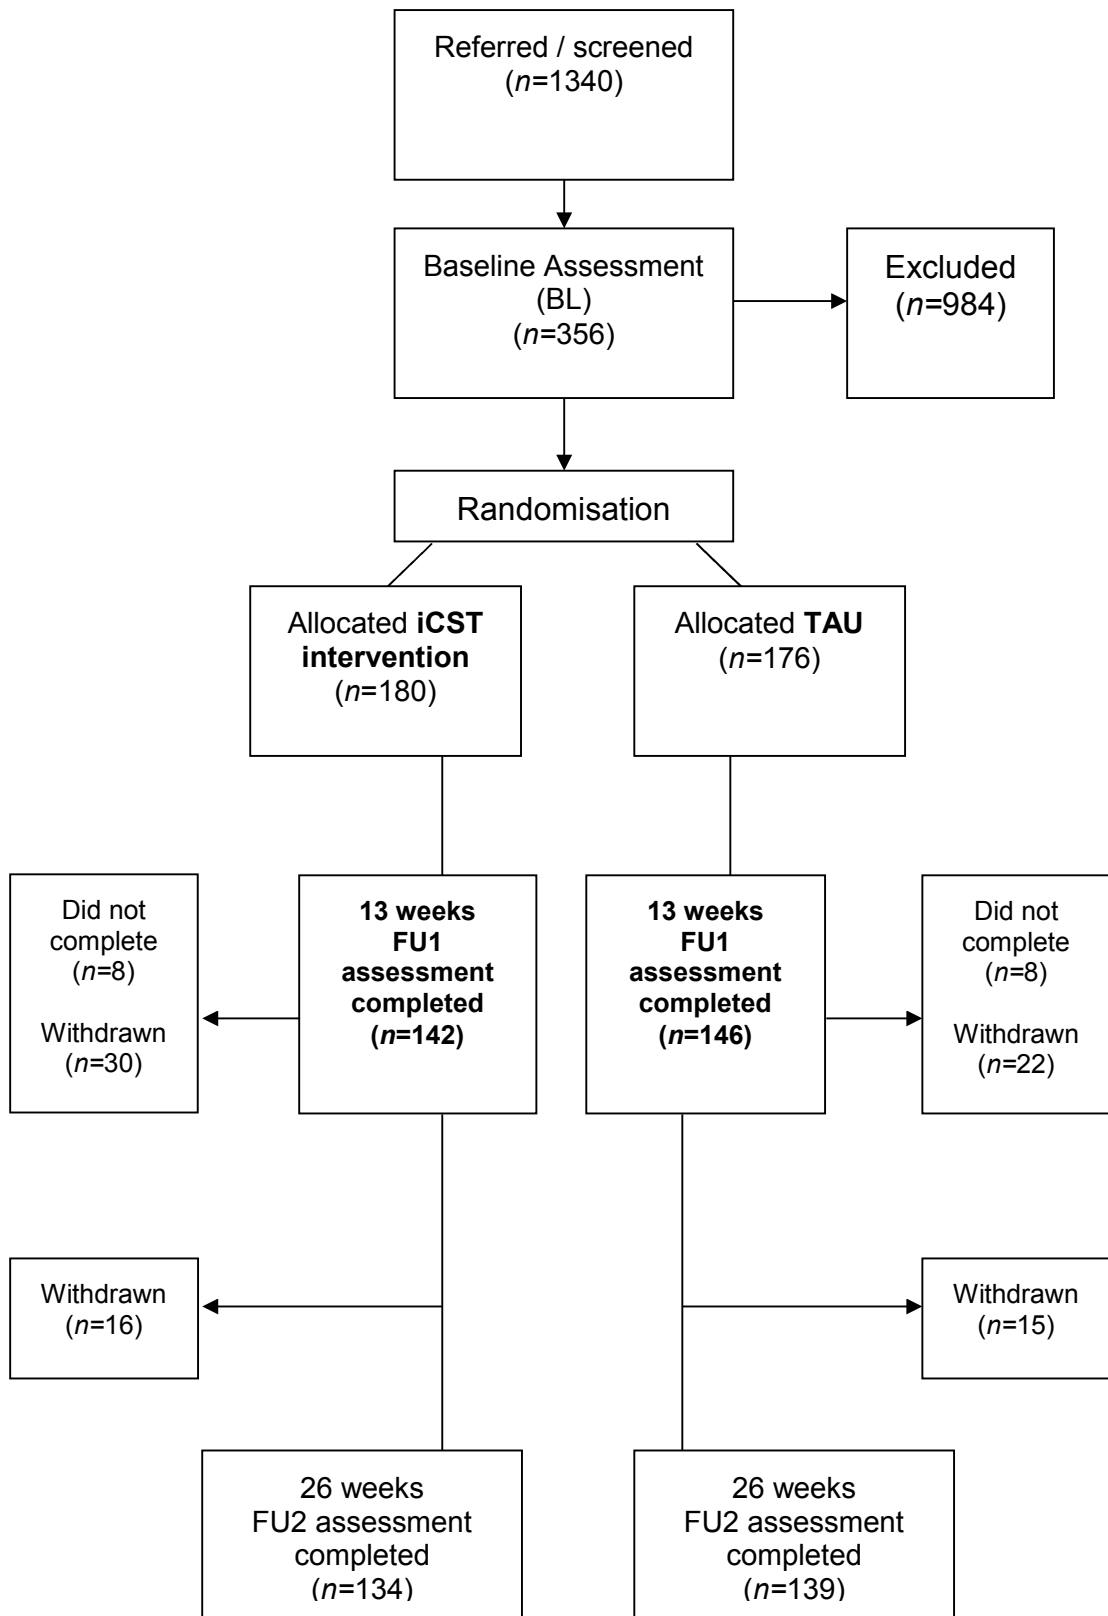 Referred / screened
(n=1340)
Baseline Assessment
(BL)
(n=356)
Excluded
(n=984)
Randomisation
Allocated iCST
intervention
(n=180)
Allocated TAU
(n=176)
Did not
complete
(n=8)
Withdrawn
(n=30)
13 weeks
FU1
assessment
completed
(n=142)
13 weeks
FU1
assessment
completed
(n=146)
Did not
complete
(n=8)
Withdrawn
(n=22)
Withdrawn
(n=16)
Withdrawn
(n=15)
26 weeks
FU2 assessment
completed
(n=134)
26 weeks
FU2 assessment
completed
(n=139)